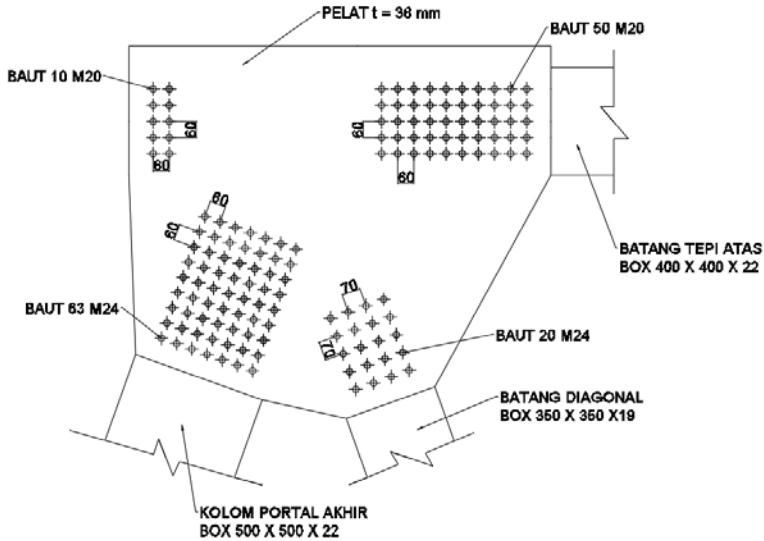 PELAT t = 36 mm
BAUT 50 M20
BAUT 10 M20
60
60
60
60
60
60
BATANG TEPI ATAS
BOX 400 X 400 X 22
70
BAUT 63 M24
BAUT 20 M24
70
BATANG DIAGONAL
BOX 350 X 350 X19
KOLOM PORTAL AKHIR
BOX 500 X 500 X 22